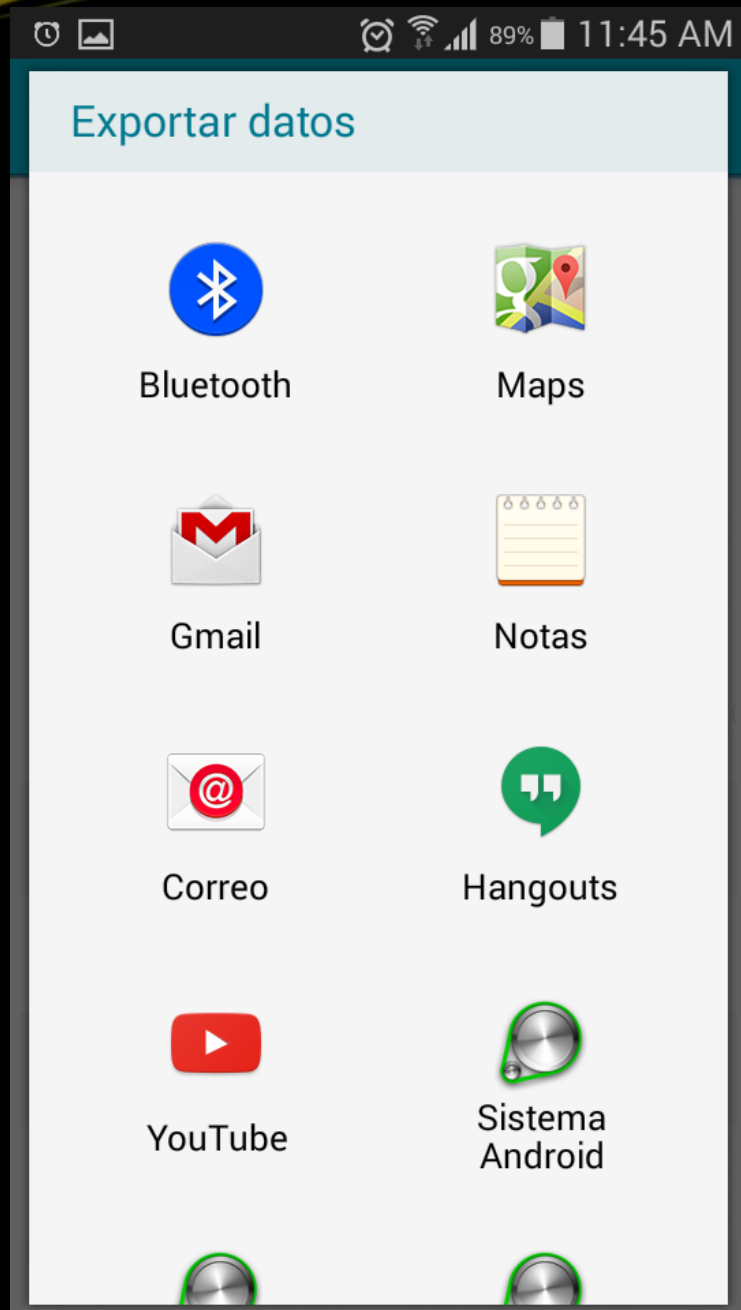 89% 11:45 AM
Exportar datos
Bluetooth
Maps
Gmail
Notas
Correo
Hangouts
YouTube
Sistema
Android